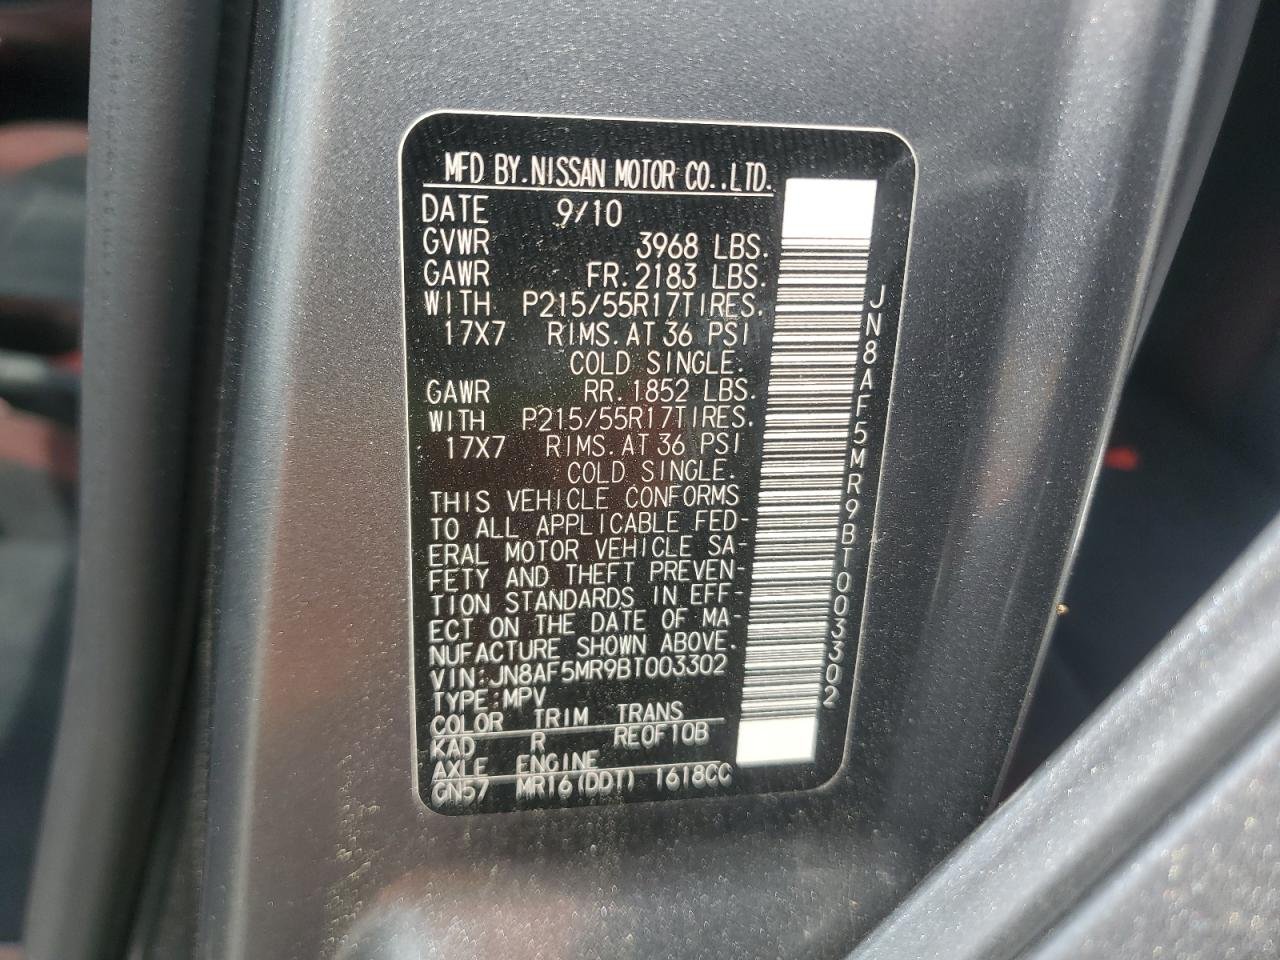 MFD BY.NISSAN MOTOR CO.,LTD.
DATE 9/10
GVWR 3968 LBS.
GAWR FR.2183 LBS.
WITH P215/55R17TIRES.
17X7 RIMS.AT 36 PSI
COLD SINGLE.
GAWR RR.1852 LBS.
WITH P215/55R17TIRES.
17X7 RIMS.AT 36 PSI
COLD SINGLE.
THIS VEHICLE CONFORMS
TO ALL APPLICABLE FED-
ERAL MOTOR VEHICLE SA-
FETY AND THEFT PREVEN-
TION STANDARDS IN EFF-
ECT ON THE DATE OF MA-
NUFACTURE SHOWN ABOVE.
VIN:JN8AF5MR9BT003302
TYPE:MPV
COLOR TRIM TRANS
KAD R RE0F10B
AXLE ENGINE
GN57 MR16(DDT) 1618CC
JN8AF5MR9BT003302